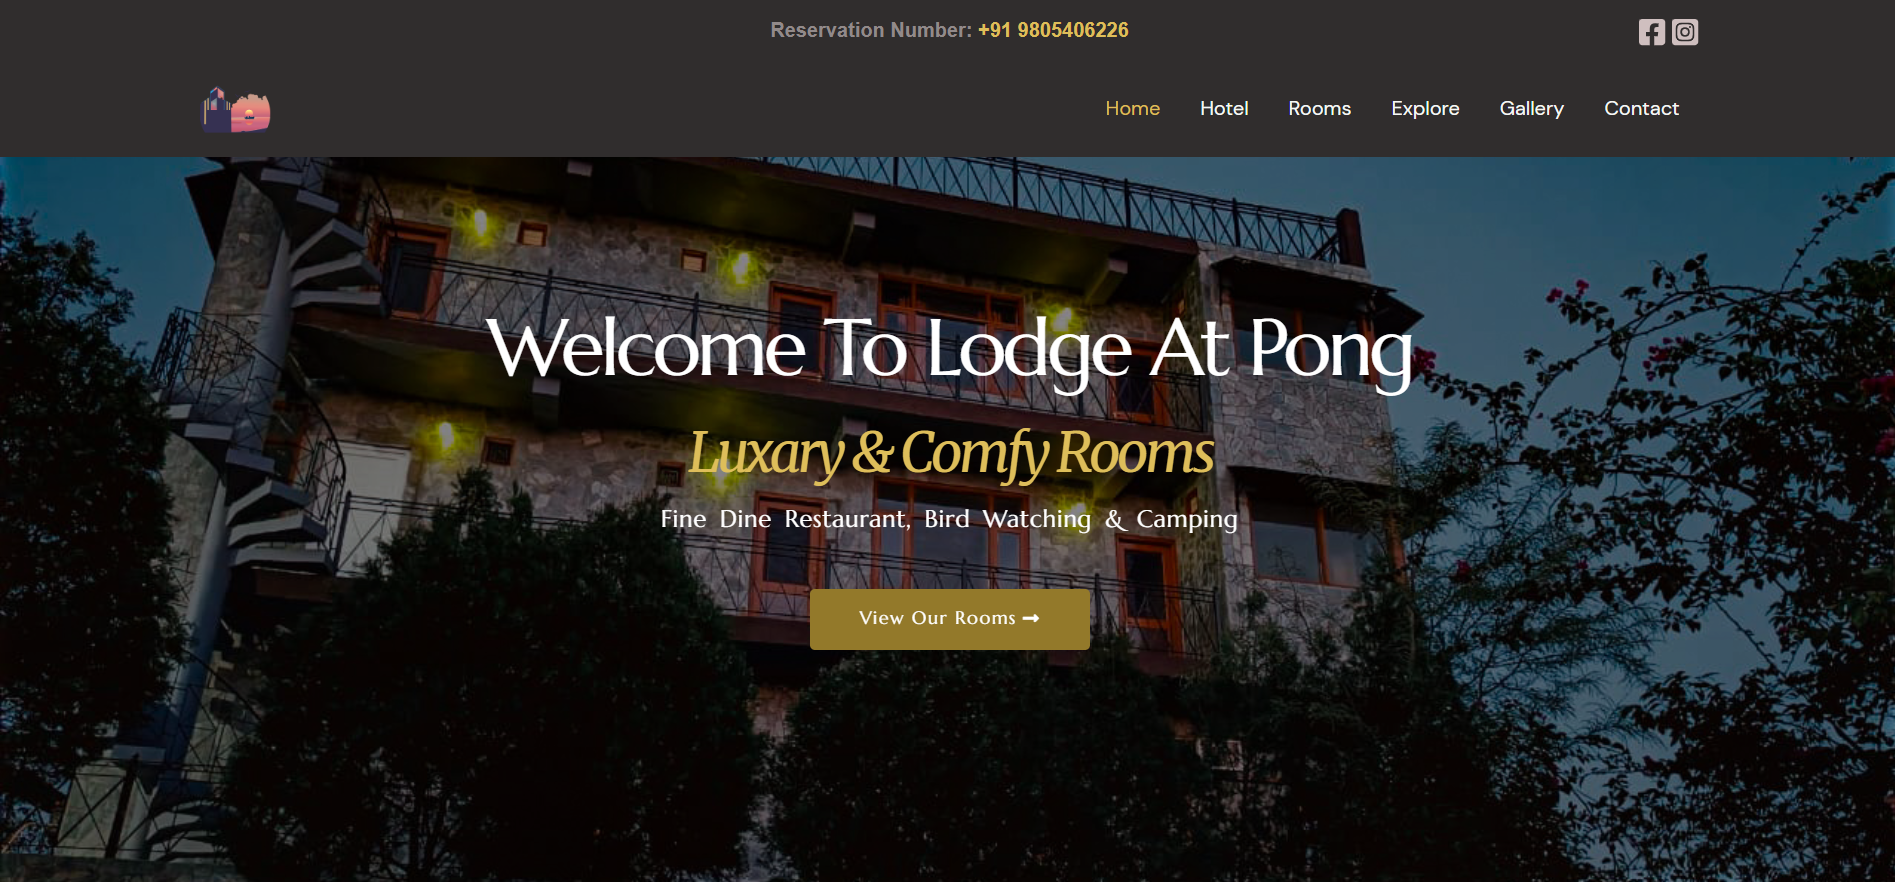 Reservation Number: +91 9805406226
Home Hotel Rooms Explore Gallery Contact
Welcome To Lodge At Pong
Luxary & Comfy Rooms
Fine Dine Restaurant, Bird Watching & Camping
View Our Rooms